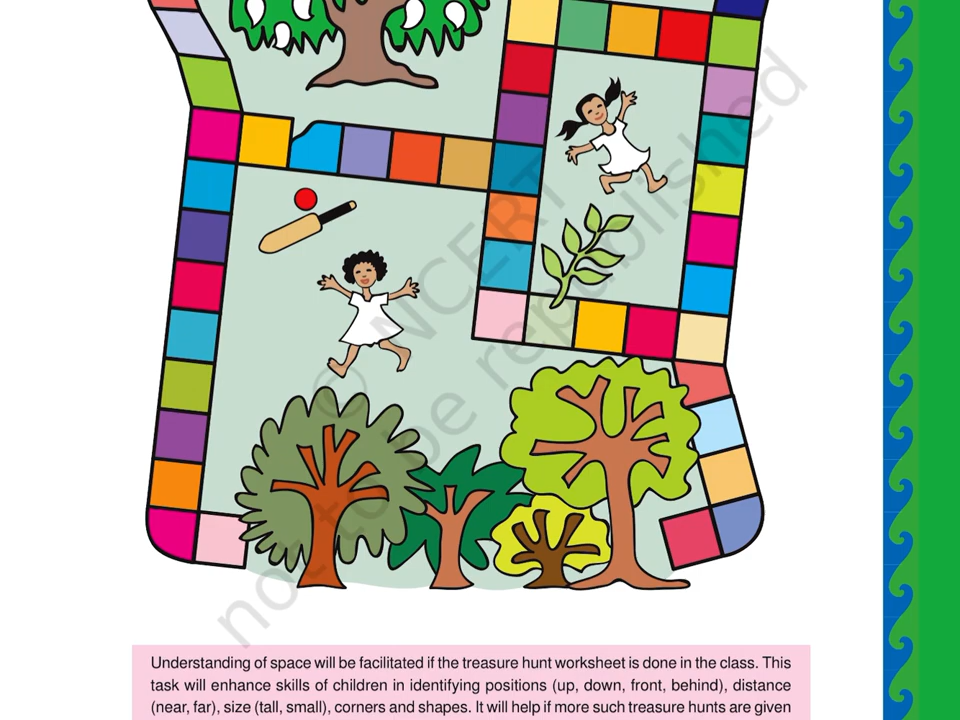 © NCERT
not to be republished
Understanding of space will be facilitated if the treasure hunt worksheet is done in the class. This
task will enhance skills of children in identifying positions (up, down, front, behind), distance
(near, far), size (tall, small), corners and shapes. It will help if more such treasure hunts are given